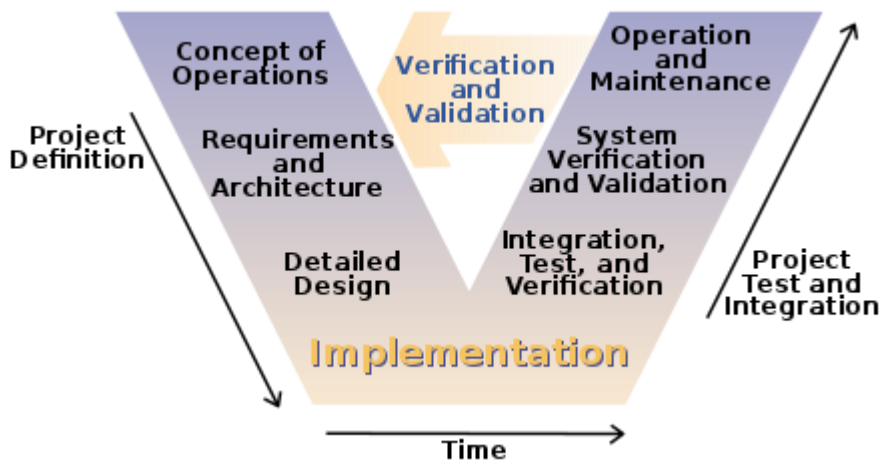 Concept of
Operations
Verification
and
Validation
Operation
and
Maintenance
Project
Definition
Requirements
and
Architecture
System
Verification
and Validation
Detailed
Design
Integration,
Test, and
Verification
Project
Test and
Integration
Implementation
Time